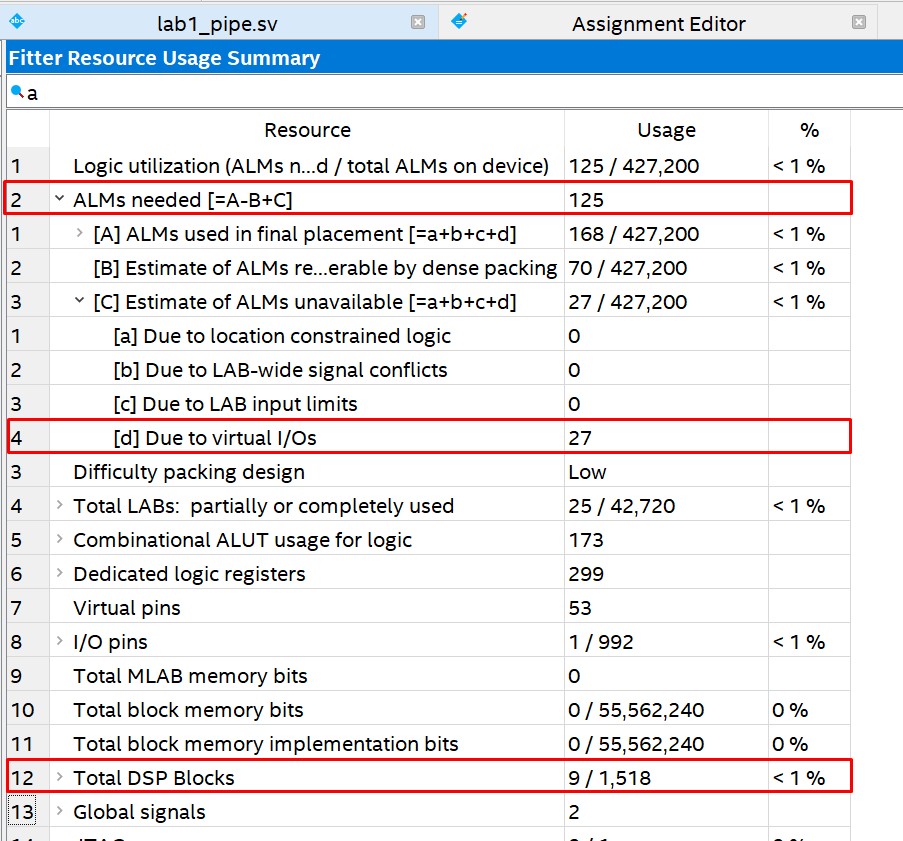 abc lab1_pipe.sv Assignment Editor
Fitter Resource Usage Summary
a
Resource Usage %
1 Logic utilization (ALMs n...d / total ALMs on device) 125 / 427,200 < 1 %
2 ALMs needed [=A-B+C] 125
1 [A] ALMs used in final placement [=a+b+c+d] 168 / 427,200 < 1 %
2 [B] Estimate of ALMs re...erable by dense packing 70 / 427,200 < 1 %
3 [C] Estimate of ALMs unavailable [=a+b+c+d] 27 / 427,200 < 1 %
1 [a] Due to location constrained logic 0
2 [b] Due to LAB-wide signal conflicts 0
3 [c] Due to LAB input limits 0
4 [d] Due to virtual I/Os 27
3 Difficulty packing design Low
4 Total LABs: partially or completely used 25 / 42,720 < 1 %
5 Combinational ALUT usage for logic 173
6 Dedicated logic registers 299
7 Virtual pins 53
8 I/O pins 1 / 992 < 1 %
9 Total MLAB memory bits 0
10 Total block memory bits 0 / 55,562,240 0 %
11 Total block memory implementation bits 0 / 55,562,240 0 %
12 Total DSP Blocks 9 / 1,518 < 1 %
13 Global signals 2